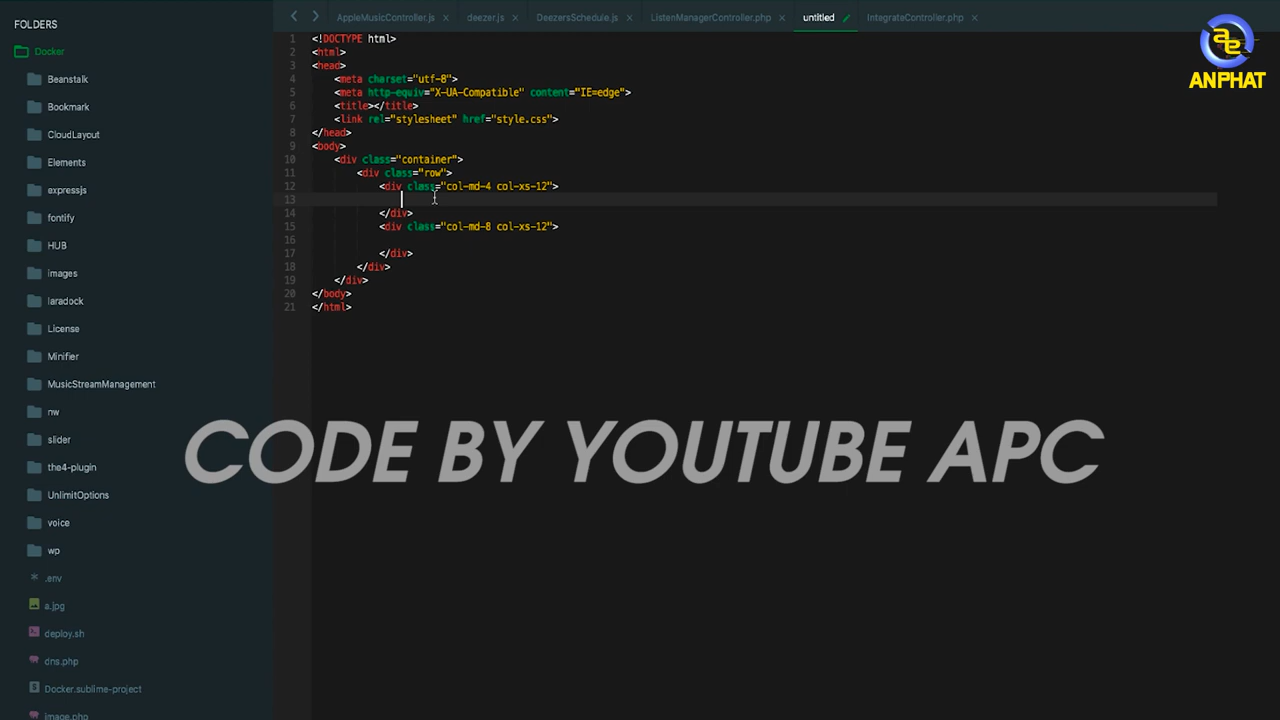 FOLDERS
Docker
Beanstalk
Bookmark
CloudLayout
Elements
expressjs
fontify
HUB
images
laradock
License
Minifier
MusicStreamManagement
nw
slider
the4-plugin
UnlimitOptions
voice
wp
.env
a.jpg
deploy.sh
dns.php
Docker.sublime-project
image.php
AppleMusicController.js
deezer.js
DeezersSchedule.js
ListenManagerController.php
untitled
IntegrateController.php
1 <!DOCTYPE html>
2 <html>
3 <head>
4 <meta charset="utf-8">
5 <meta http-equiv="X-UA-Compatible" content="IE=edge">
6 <title></title>
7 <link rel="stylesheet" href="style.css">
8 </head>
9 <body>
10 <div class="container">
11 <div class="row">
12 <div class="col-md-4 col-xs-12">
13
14 </div>
15 <div class="col-md-8 col-xs-12">
16
17 </div>
18 </div>
19 </div>
20 </body>
21 </html>
ae
ANPHAT
CODE BY YOUTUBE APC